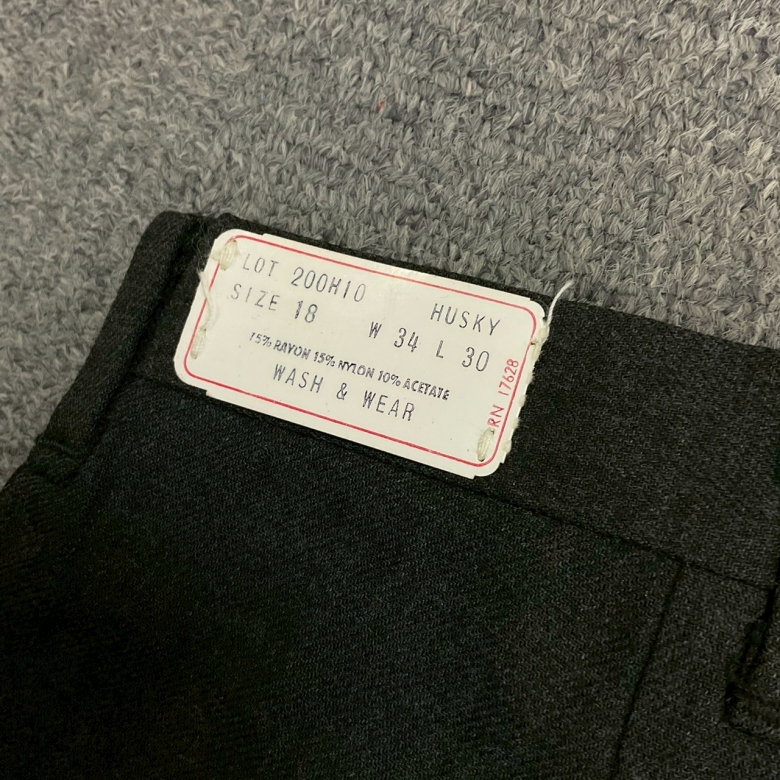 LOT 200H10 HUSKY
SIZE 18 W 34 L 30
75% RAYON 15% NYLON 10% ACETATE
WASH & WEAR
RN 17628